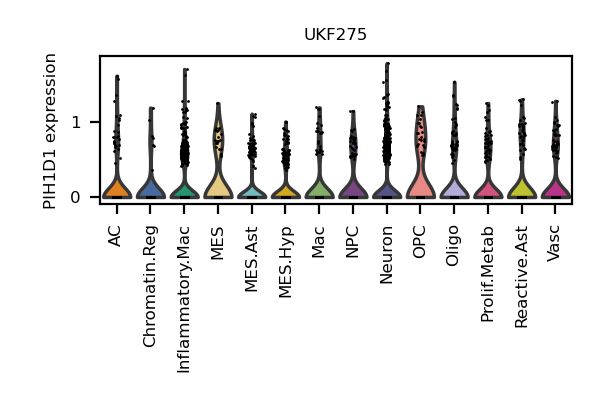 UKF275
PIH1D1 expression
1
0
AC
Chromatin.Reg
Inflammatory.Mac
MES
MES.Ast
MES.Hyp
Mac
NPC
Neuron
OPC
Oligo
Prolif.Metab
Reactive.Ast
Vasc